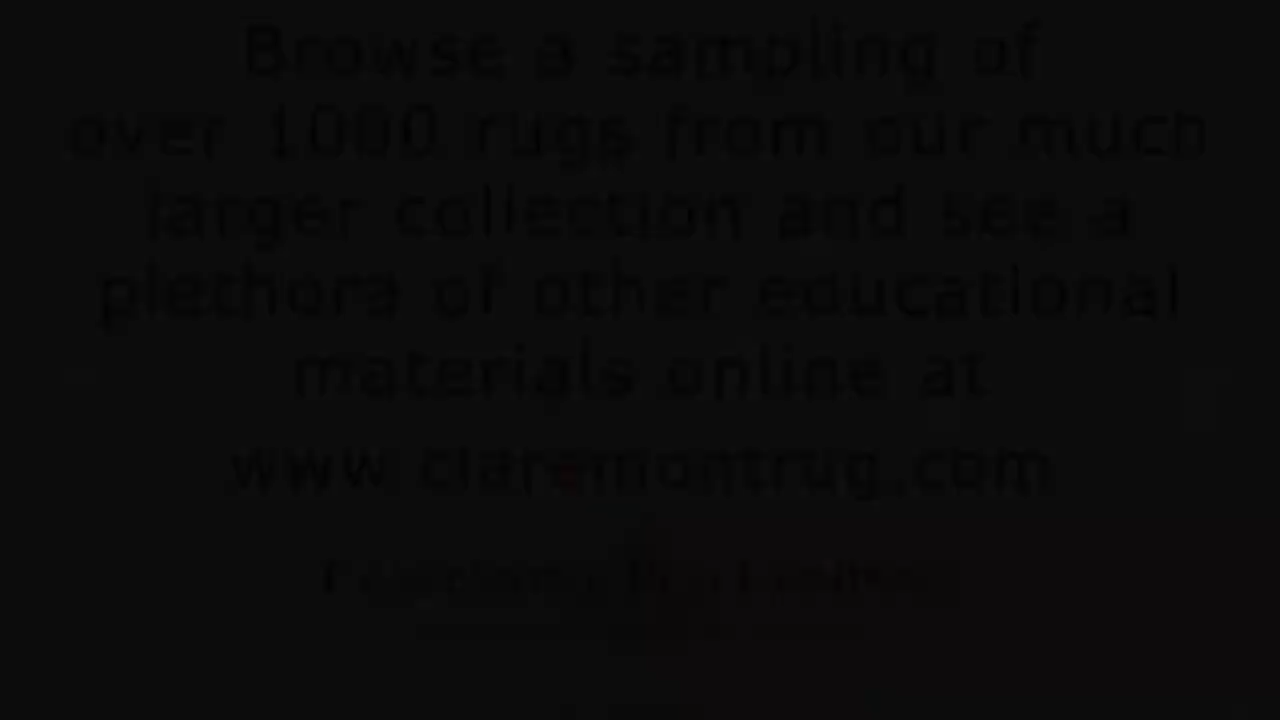 Browse a sampling of
over 1000 rugs from our much
larger collection and see a
plethora of other educational
materials online at
www.claremontrug.com